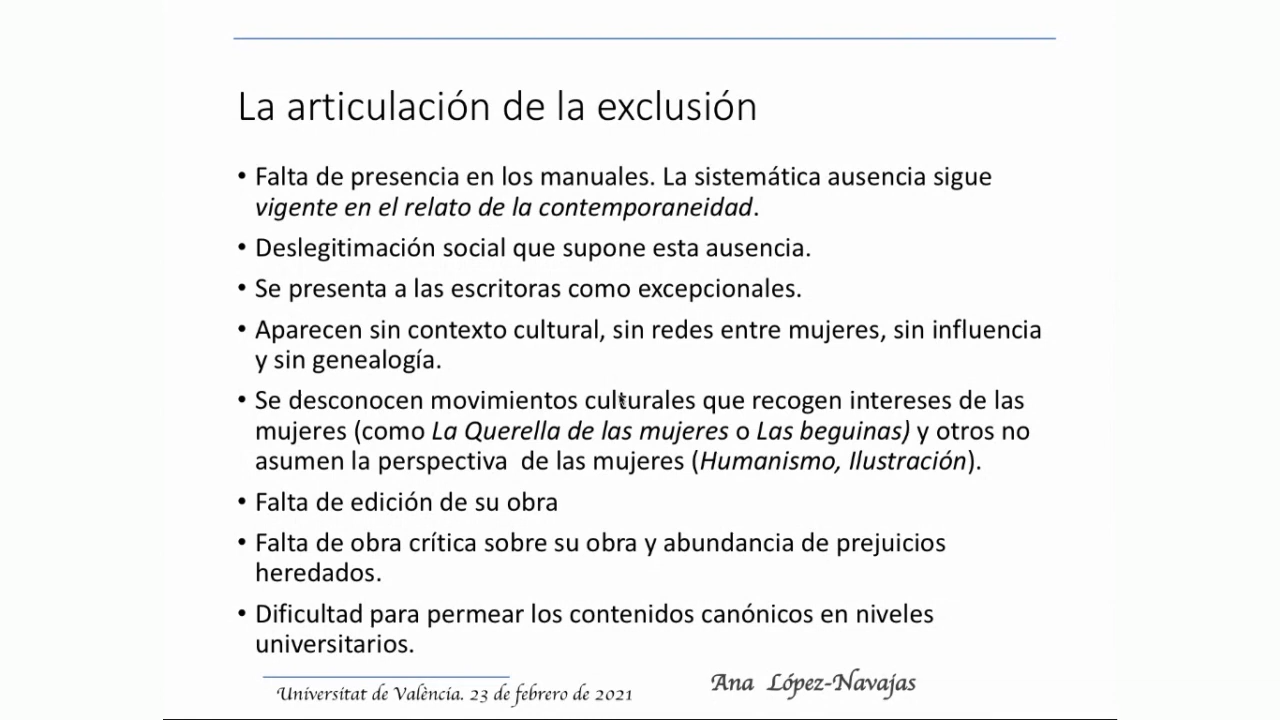 La articulación de la exclusión
• Falta de presencia en los manuales. La sistemática ausencia sigue
vigente en el relato de la contemporaneidad.
• Deslegitimación social que supone esta ausencia.
• Se presenta a las escritoras como excepcionales.
• Aparecen sin contexto cultural, sin redes entre mujeres, sin influencia
y sin genealogía.
• Se desconocen movimientos culturales que recogen intereses de las
mujeres (como La Querella de las mujeres o Las beguinas) y otros no
asumen la perspectiva de las mujeres (Humanismo, Ilustración).
• Falta de edición de su obra
• Falta de obra crítica sobre su obra y abundancia de prejuicios
heredados.
• Dificultad para permear los contenidos canónicos en niveles
universitarios.
Universitat de València. 23 de febrero de 2021
Ana López-Navajas